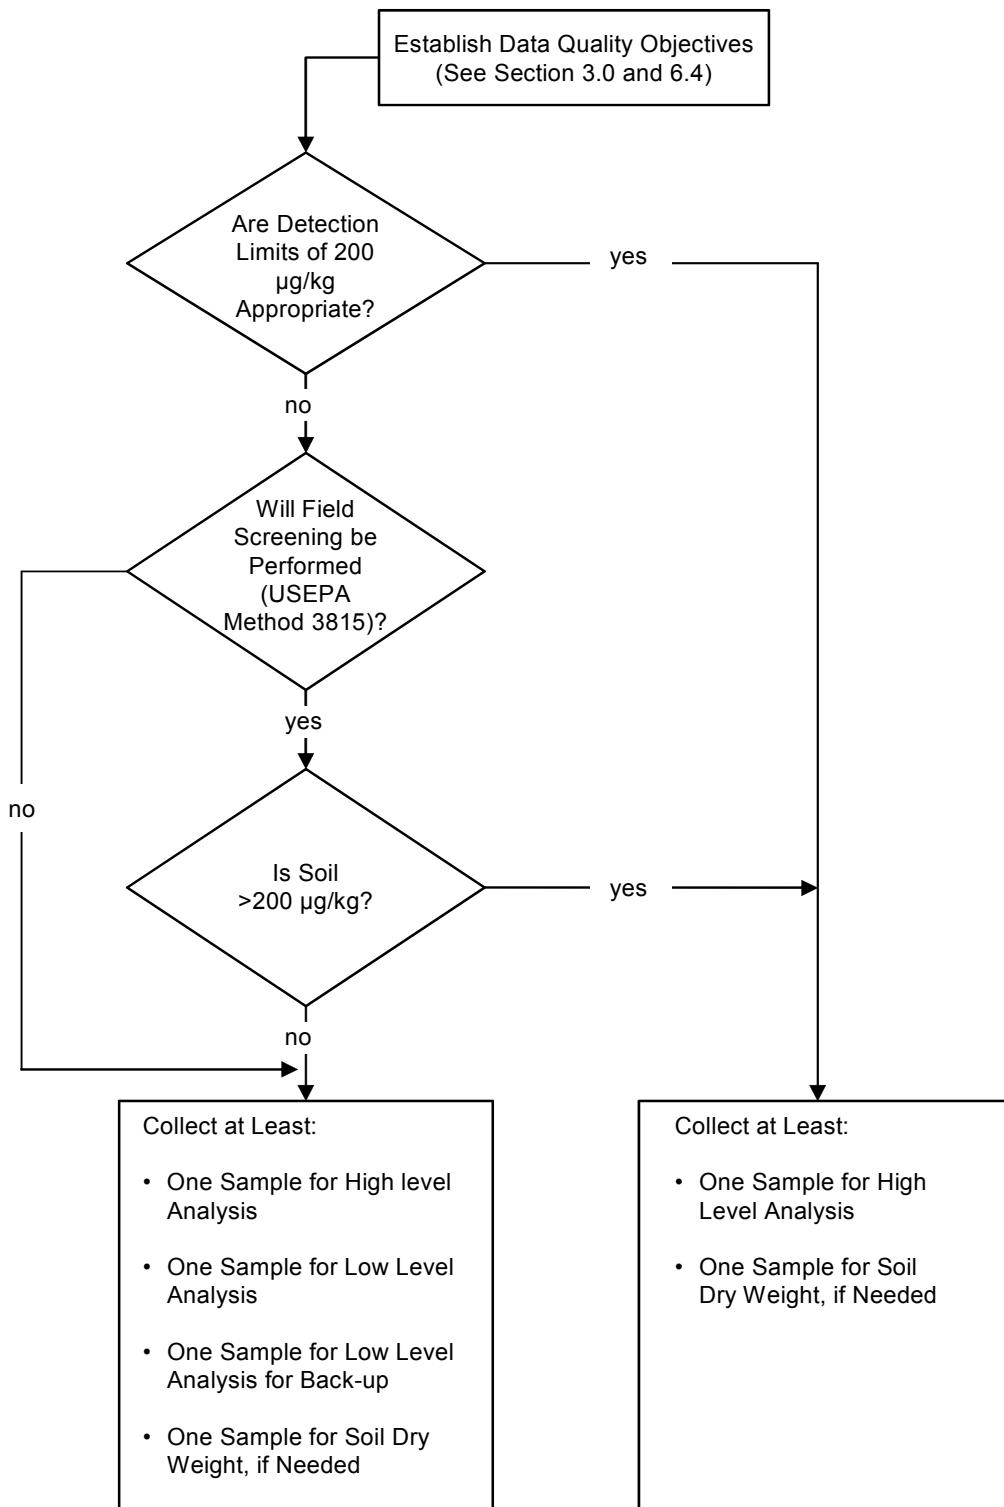 Establish Data Quality Objectives
(See Section 3.0 and 6.4)
Are Detection
Limits of 200
µg/kg
Appropriate?
yes
no
Will Field
Screening be
Performed
(USEPA
Method 3815)?
yes
no
Is Soil
>200 µg/kg?
yes
no
Collect at Least:
• One Sample for High level
Analysis
• One Sample for Low Level
Analysis
• One Sample for Low Level
Analysis for Back-up
• One Sample for Soil Dry
Weight, if Needed
Collect at Least:
• One Sample for High
Level Analysis
• One Sample for Soil
Dry Weight, if Needed